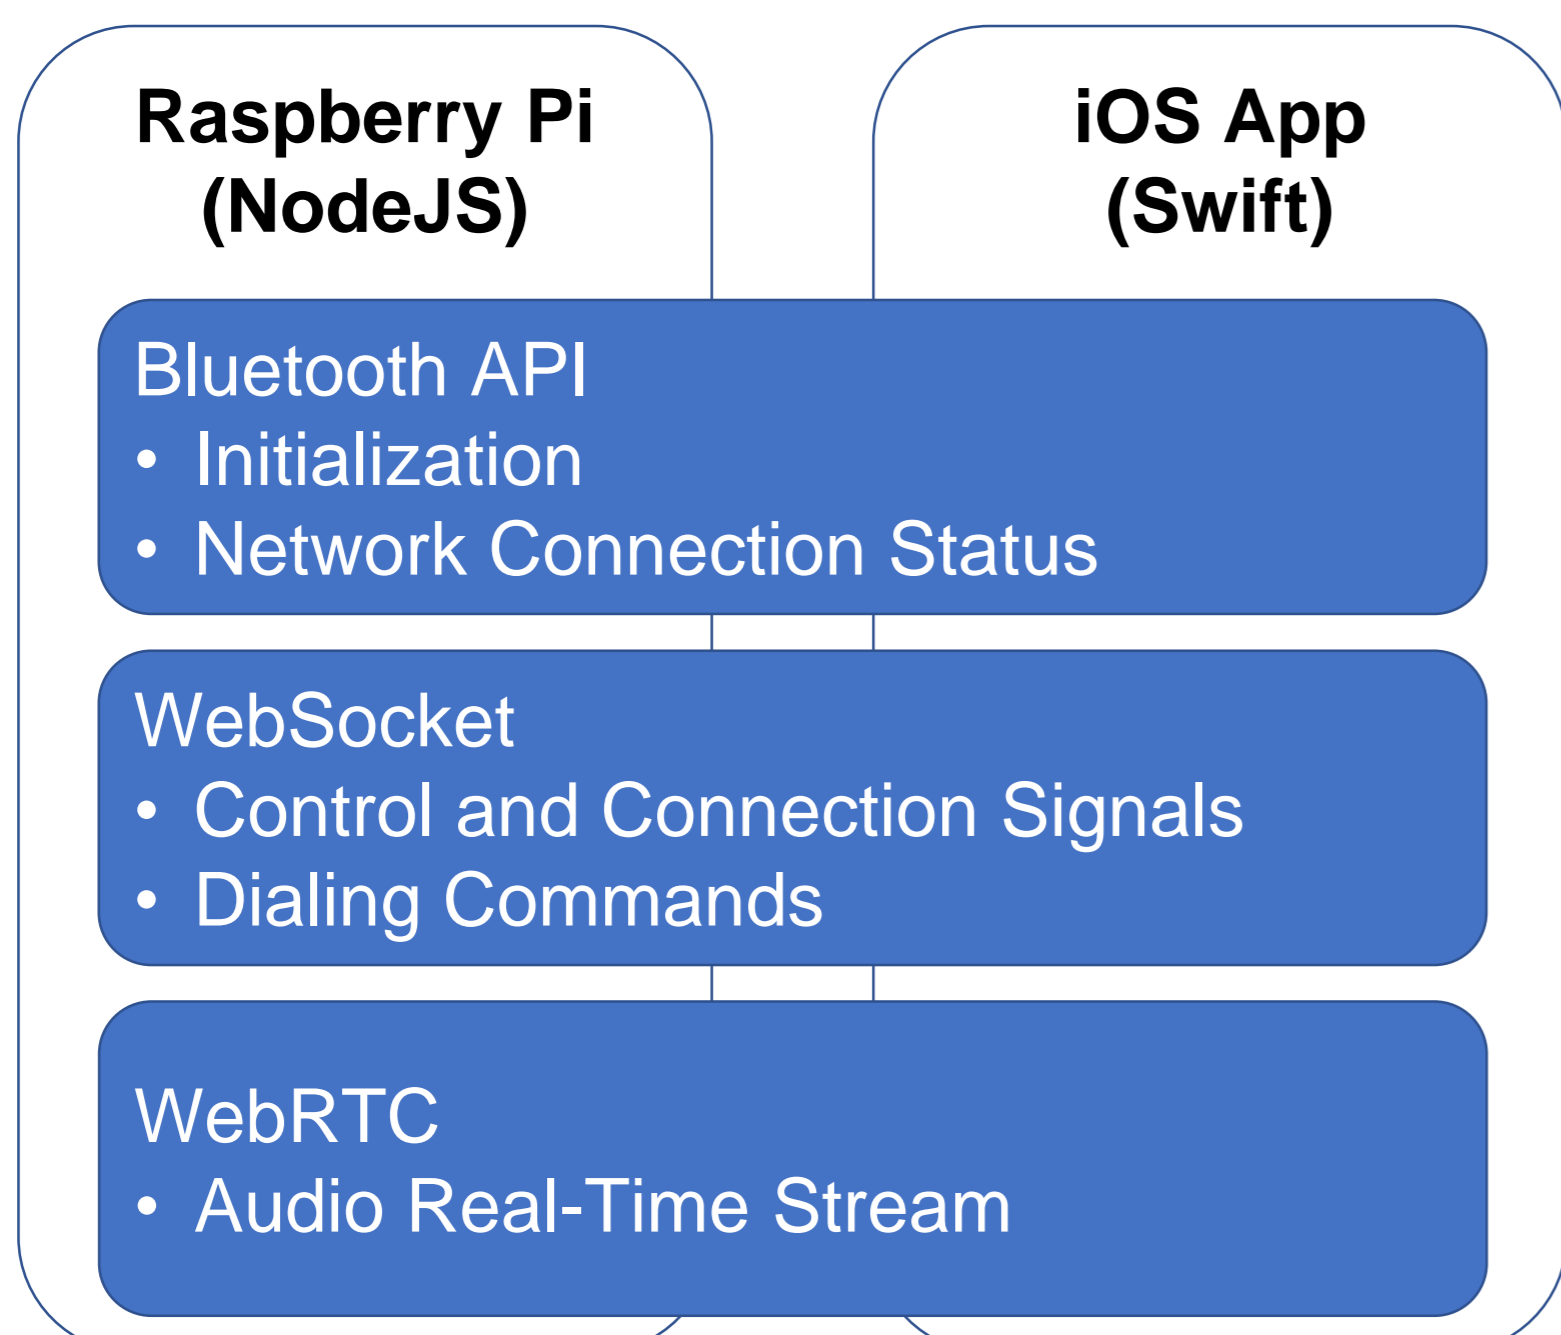 Raspberry Pi
(NodeJS)
iOS App
(Swift)
Bluetooth API
• Initialization
• Network Connection Status
WebSocket
• Control and Connection Signals
• Dialing Commands
WebRTC
• Audio Real-Time Stream